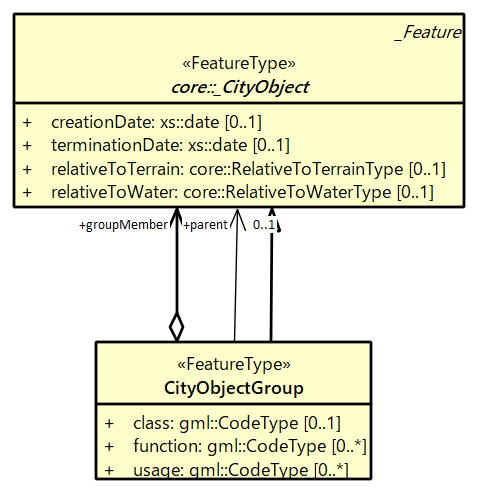 _Feature
«FeatureType»
core::_CityObject
+ creationDate: xs::date [0..1]
+ terminationDate: xs::date [0..1]
+ relativeToTerrain: core::RelativeToTerrainType [0..1]
+ relativeToWater: core::RelativeToWaterType [0..1]
+groupMember +parent 0..1
«FeatureType»
CityObjectGroup
+ class: gml::CodeType [0..1]
+ function: gml::CodeType [0..*]
+ usage: gml::CodeType [0..*]